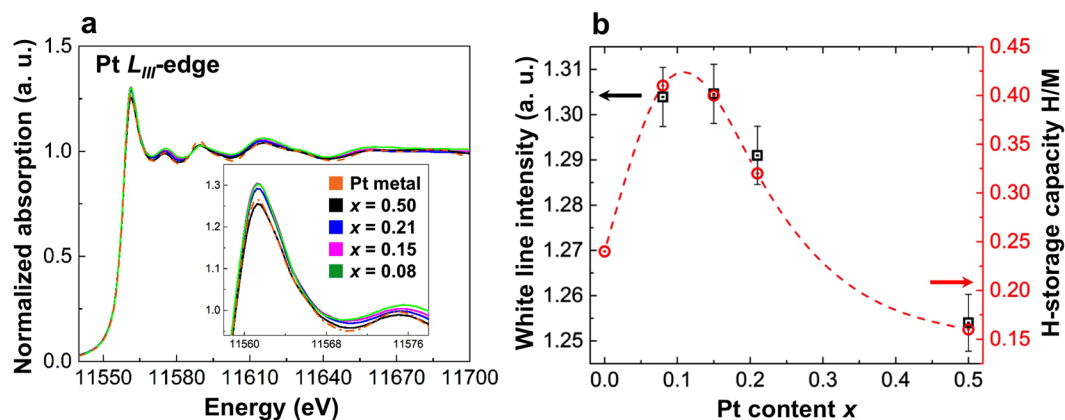 a
Normalized absorption (a. u.)
1.5
1.0
0.5
0.0
Pt L_III-edge
1.3
1.2
1.1
1.0
11560
11568
11576
Pt metal
x = 0.50
x = 0.21
x = 0.15
x = 0.08
11550
11580
11610
11640
11670
11700
Energy (eV)
b
White line intensity (a. u.)
1.31
1.30
1.29
1.28
1.27
1.26
1.25
0.0
0.1
0.2
0.3
0.4
0.5
Pt content x
0.45
0.40
0.35
0.30
0.25
0.20
0.15
H-storage capacity H/M